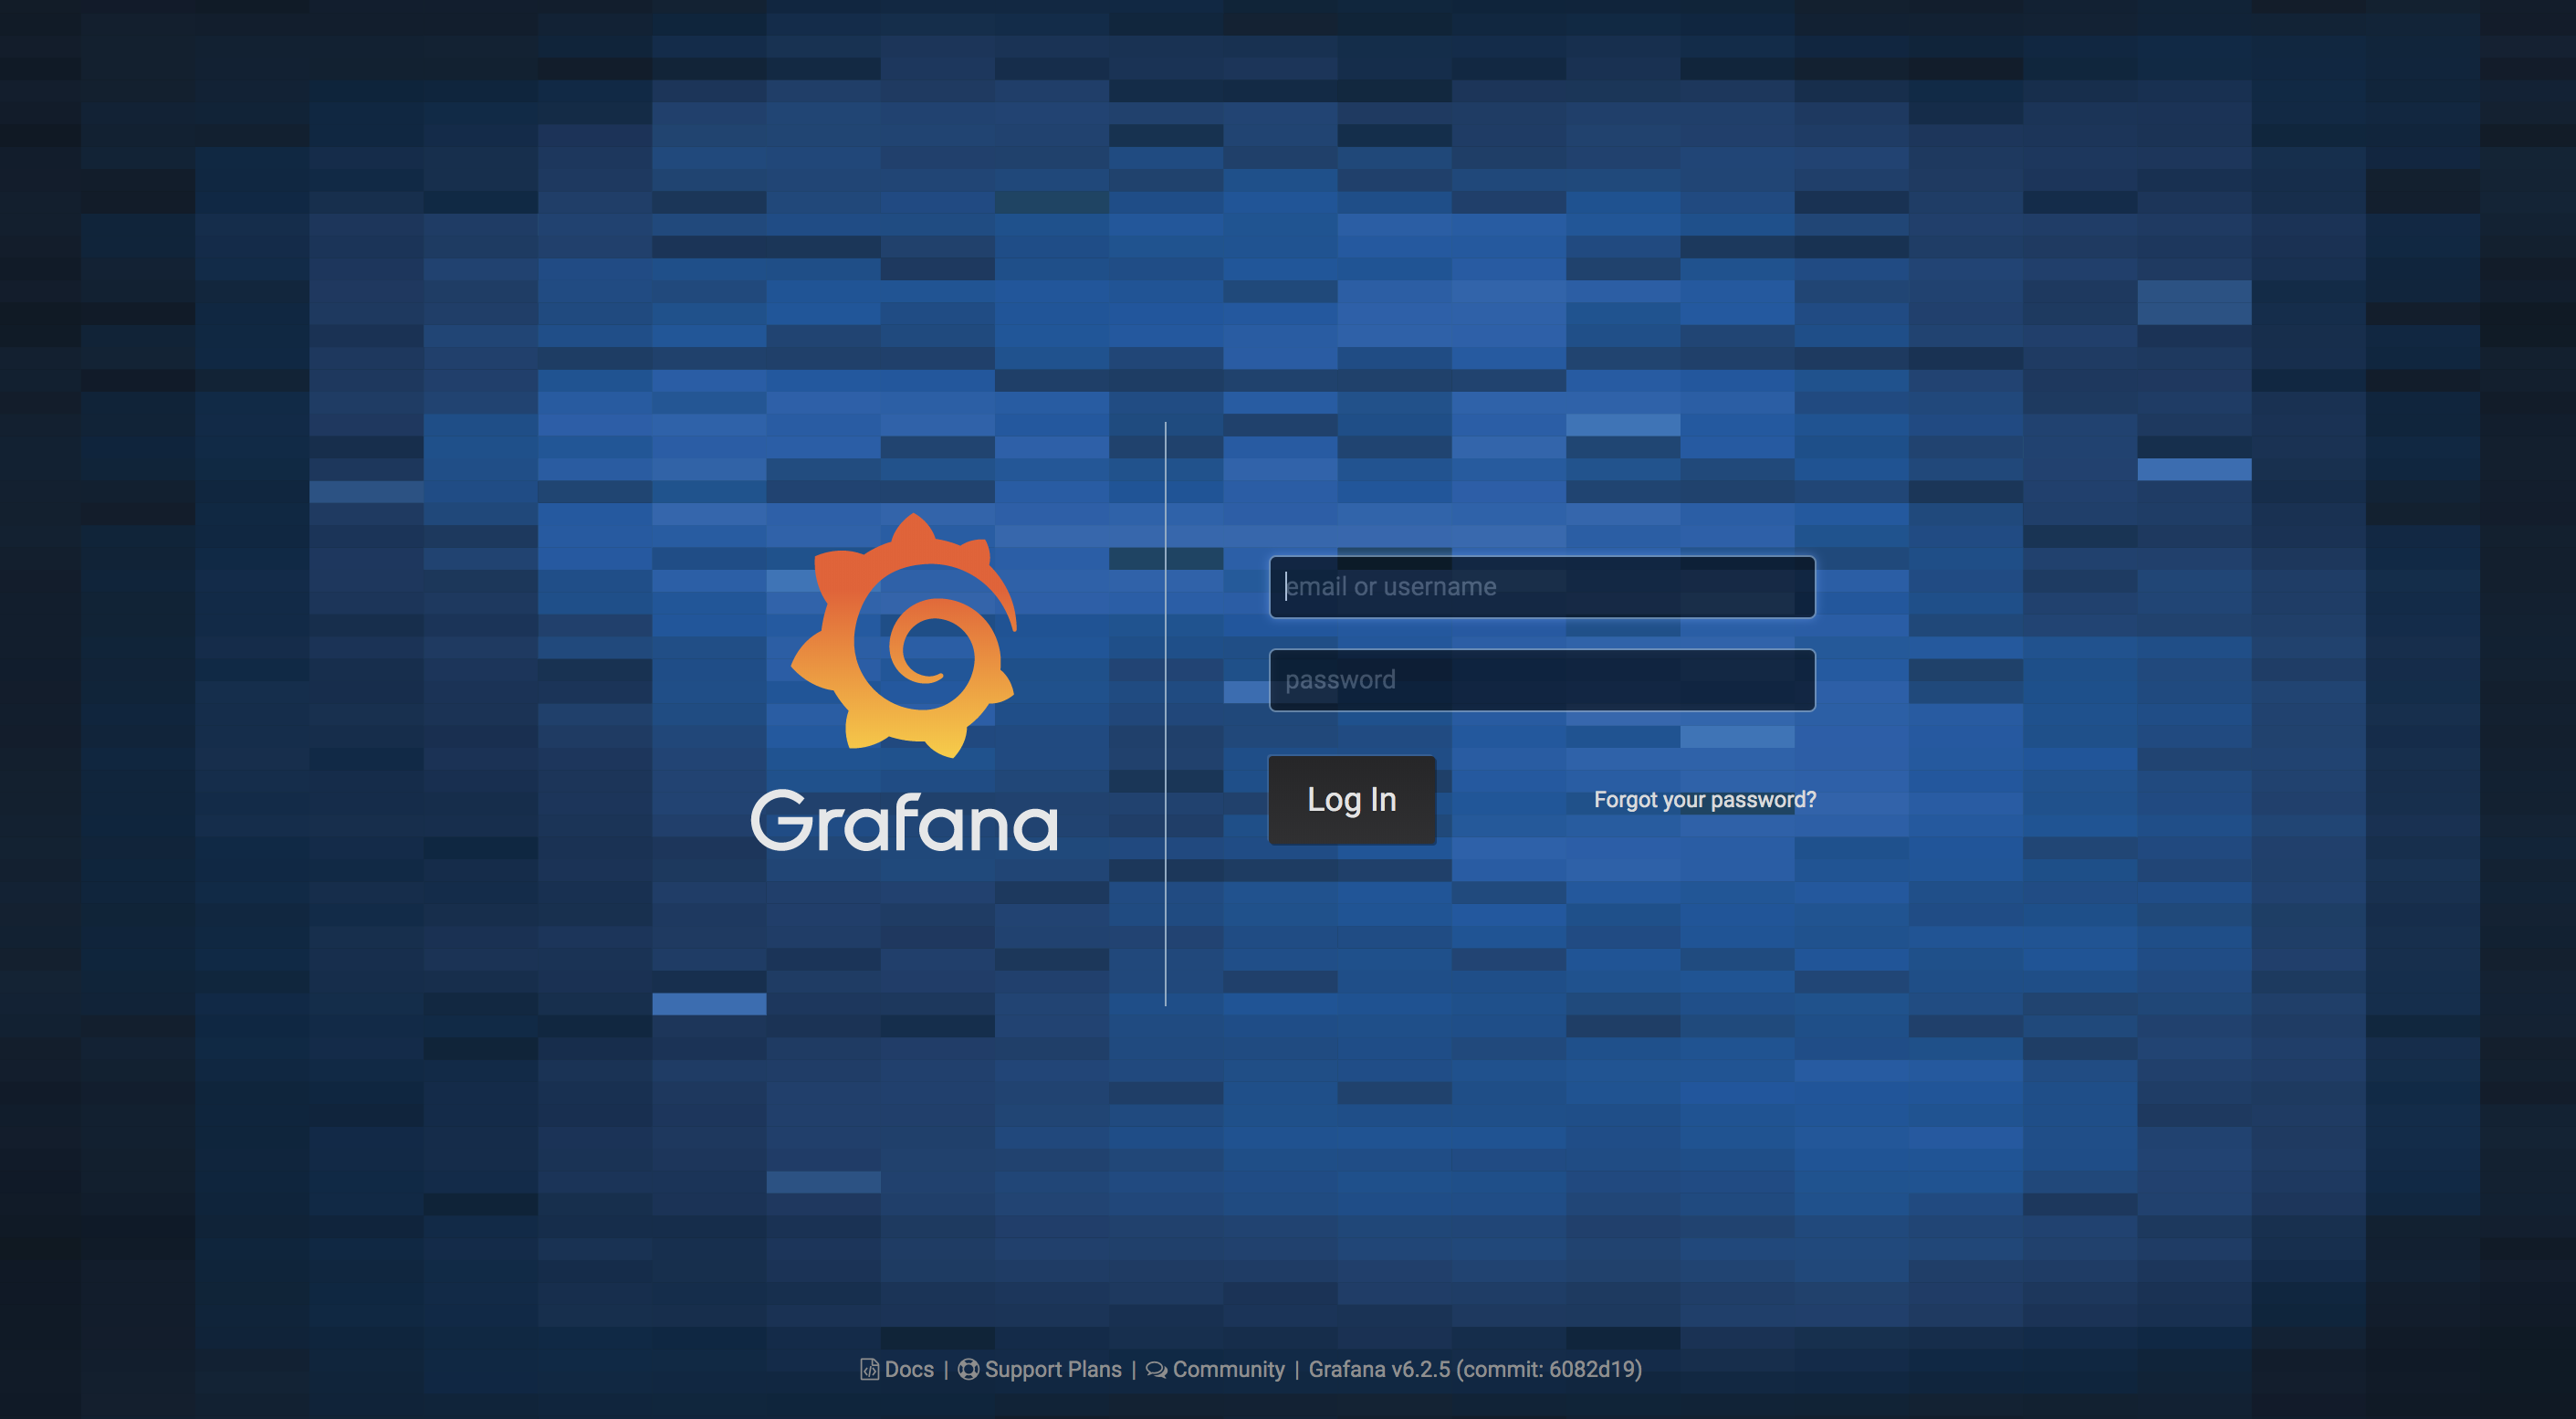 Grafana
email or username
password
Log In
Forgot your password?
Docs | Support Plans | Community | Grafana v6.2.5 (commit: 6082d19)